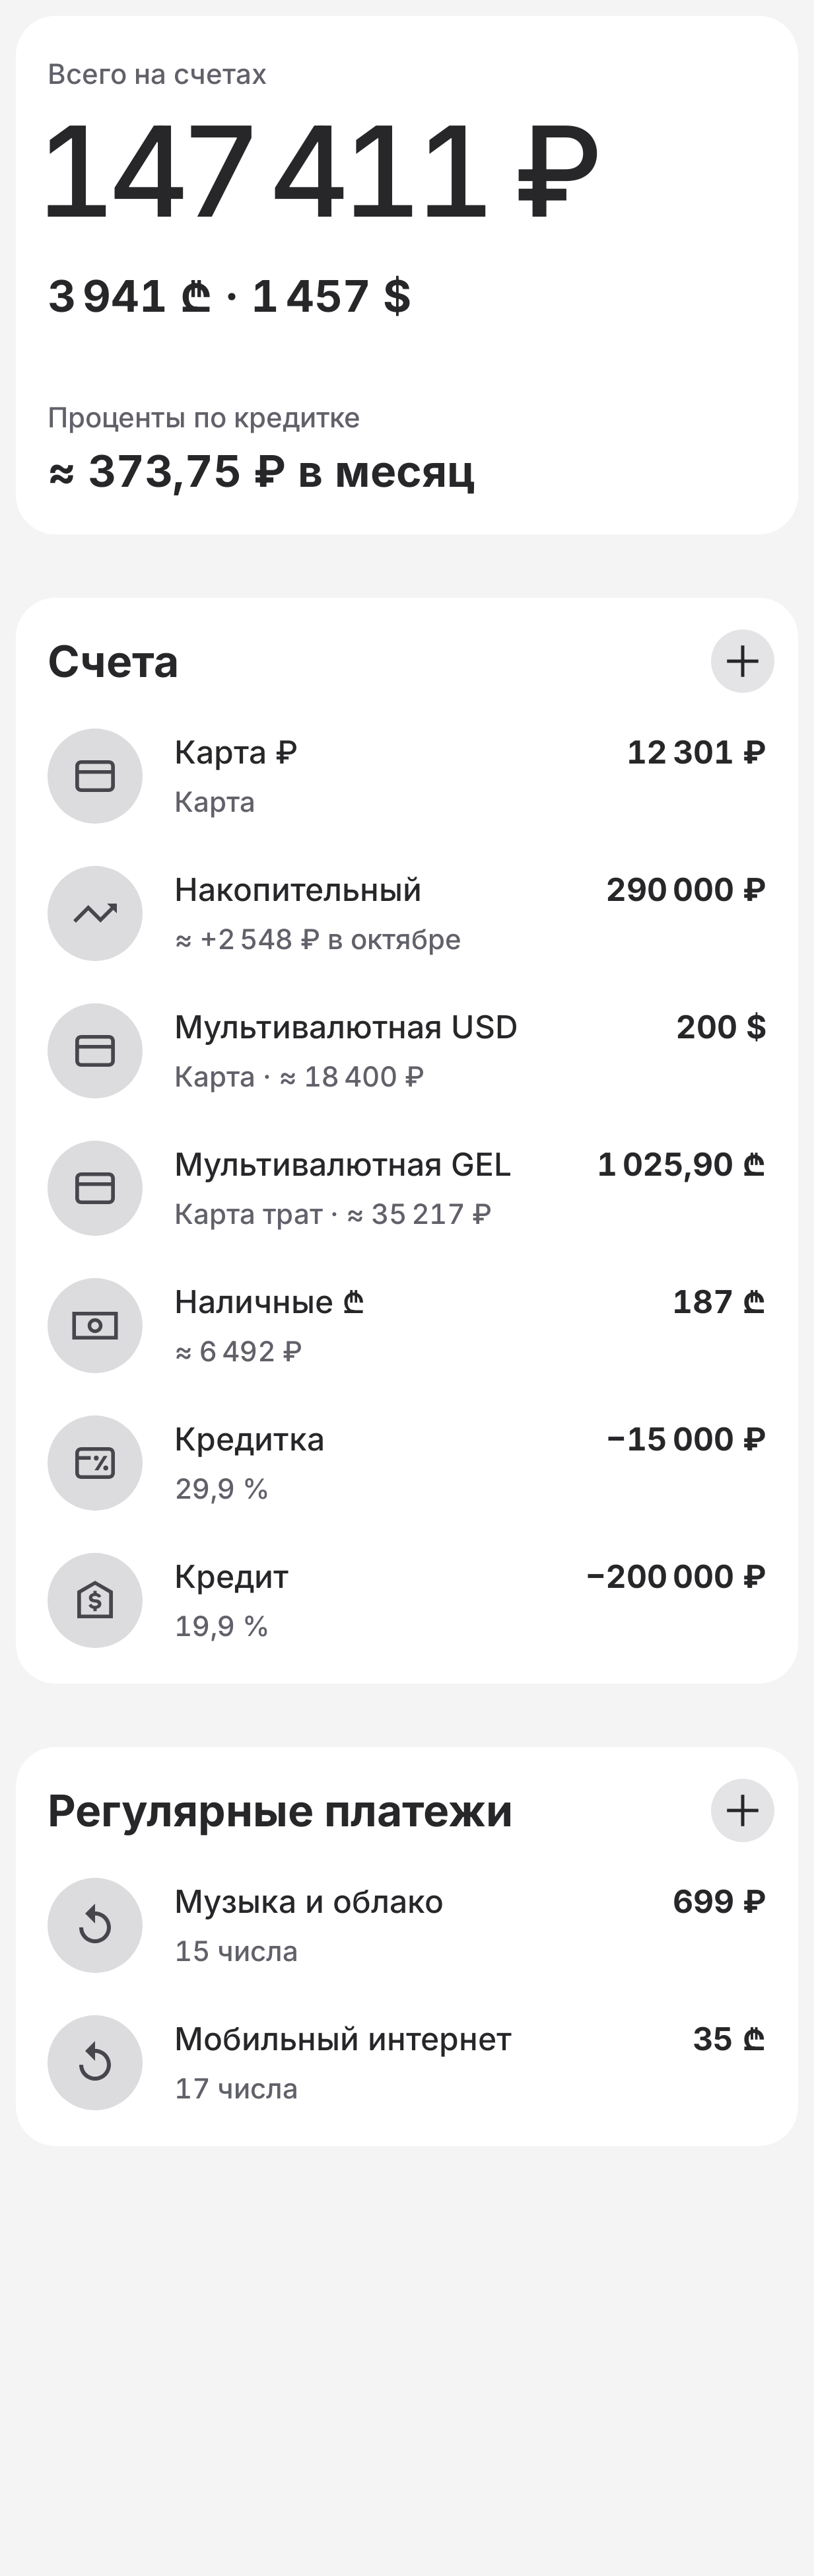 Всего на счетах
147 411 ₽
3 941 ₾ · 1 457 $
Проценты по кредитке
≈ 373,75 ₽ в месяц
Счета
Карта ₽ 12 301 ₽
Карта
Накопительный 290 000 ₽
≈ +2 548 ₽ в октябре
Мультивалютная USD 200 $
Карта · ≈ 18 400 ₽
Мультивалютная GEL 1 025,90 ₾
Карта трат · ≈ 35 217 ₽
Наличные ₾ 187 ₾
≈ 6 492 ₽
Кредитка −15 000 ₽
29,9 %
Кредит −200 000 ₽
19,9 %
Регулярные платежи
Музыка и облако 699 ₽
15 числа
Мобильный интернет 35 ₾
17 числа